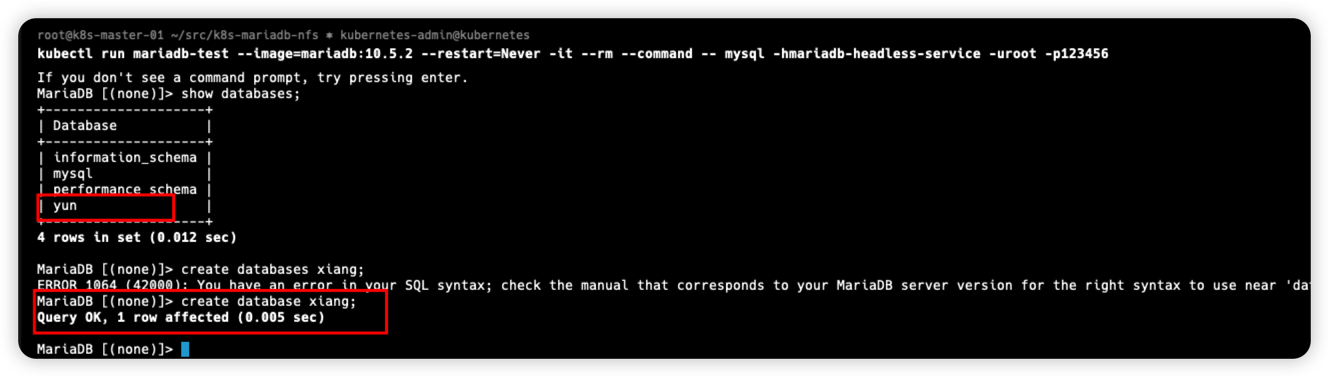 root@k8s-master-01 ~/src/k8s-mariadb-nfs * kubernetes-admin@kubernetes
kubectl run mariadb-test --image=mariadb:10.5.2 --restart=Never -it --rm --command -- mysql -hmariadb-headless-service -uroot -p123456
If you don't see a command prompt, try pressing enter.
MariaDB [(none)]> show databases;
+--------------------+
| Database           |
+--------------------+
| information_schema |
| mysql              |
| performance_schema |
| yun                |
+--------------------+
4 rows in set (0.012 sec)
MariaDB [(none)]> create databases xiang;
ERROR 1064 (42000): You have an error in your SQL syntax; check the manual that corresponds to your MariaDB server version for the right syntax to use near 'dat
MariaDB [(none)]> create database xiang;
Query OK, 1 row affected (0.005 sec)
MariaDB [(none)]>